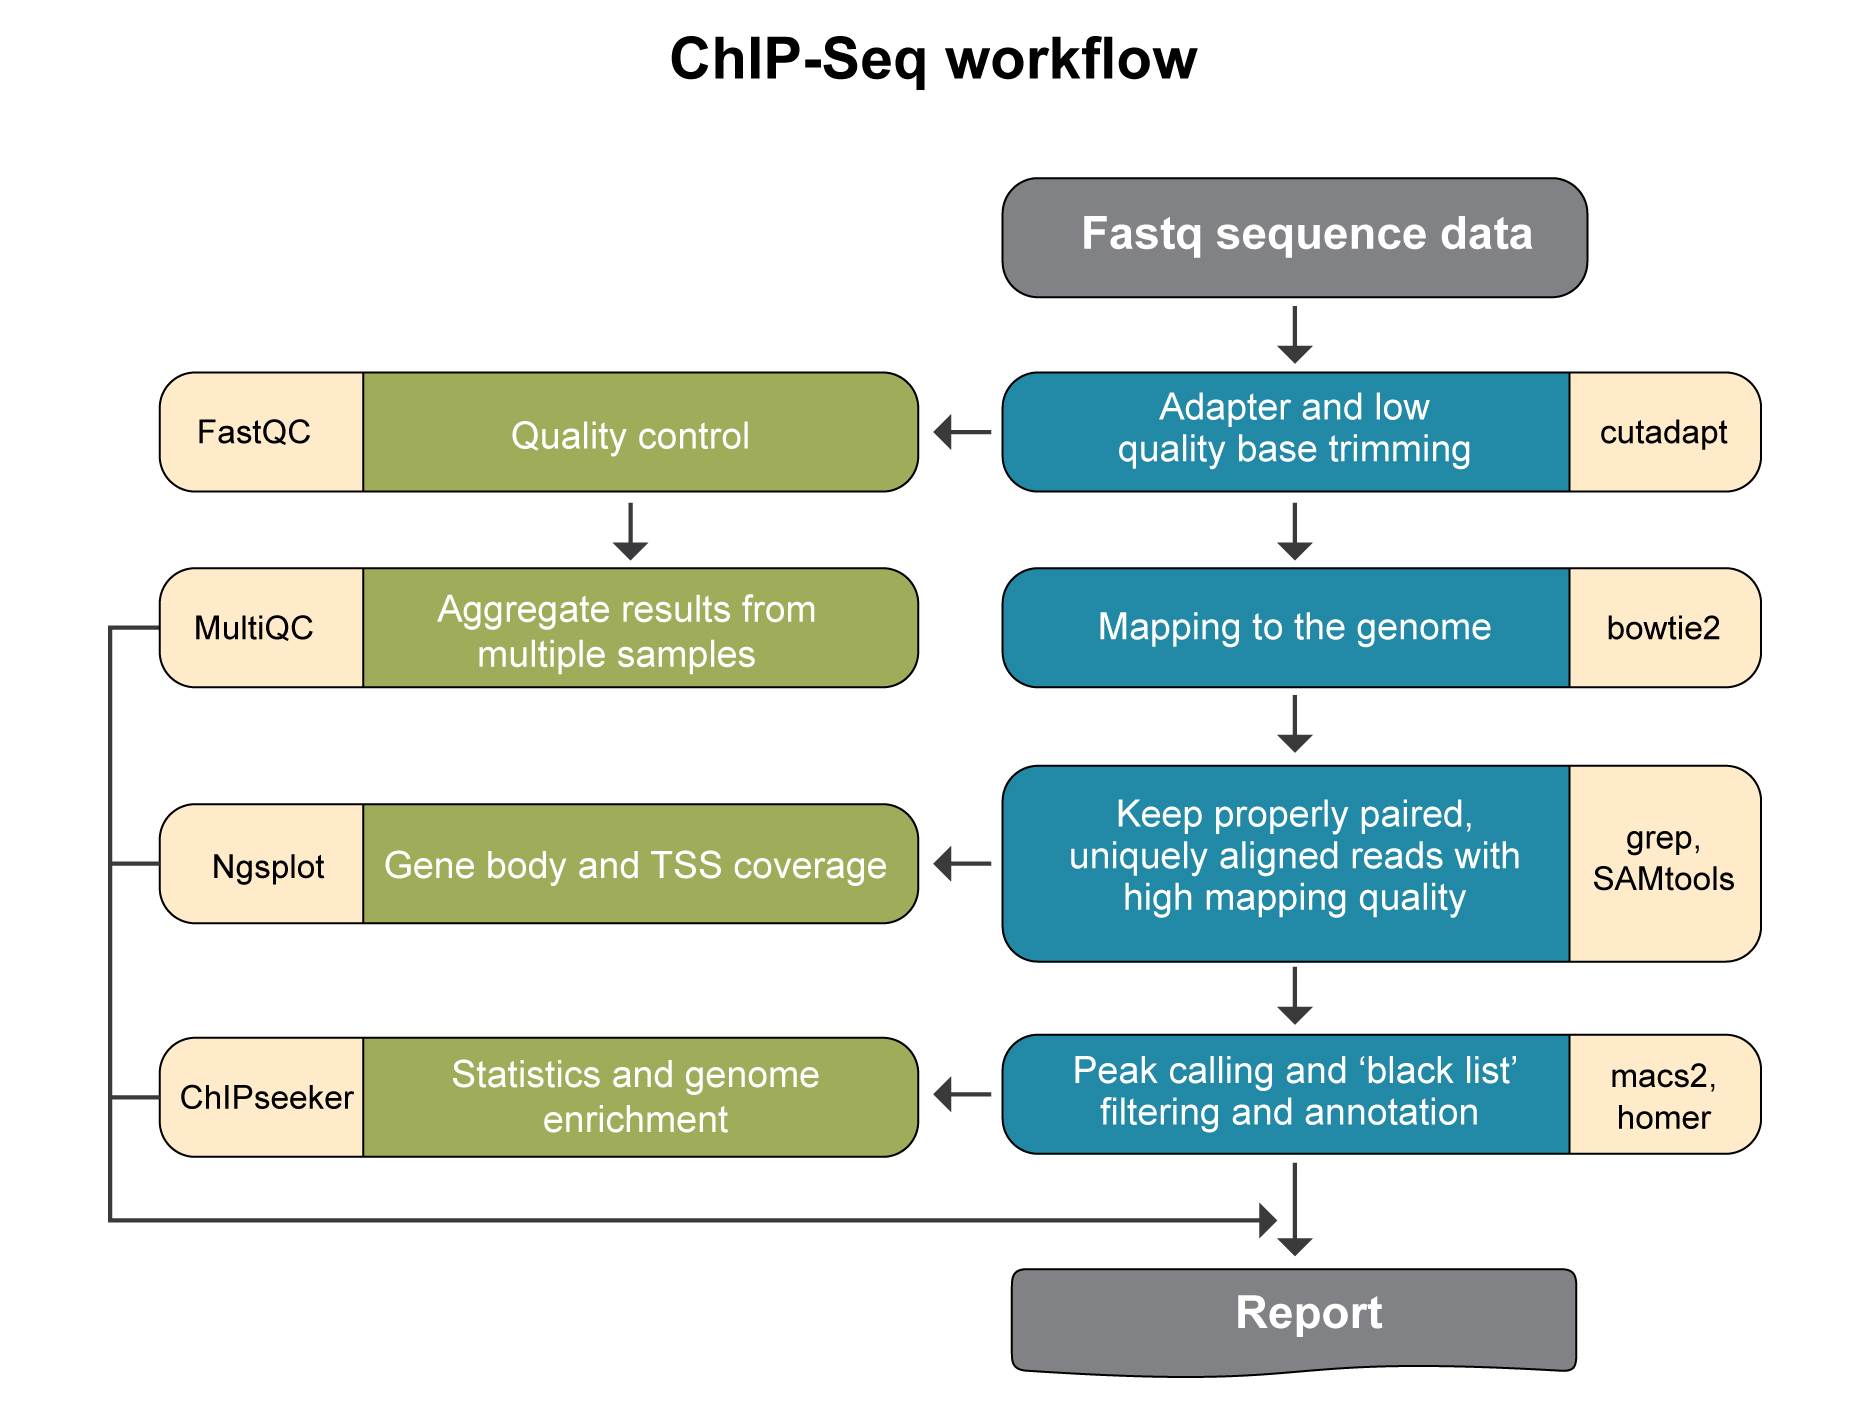 ChIP-Seq workflow
Fastq sequence data
FastQC
Quality control
Adapter and low
quality base trimming
cutadapt
MultiQC
Aggregate results from
multiple samples
Mapping to the genome
bowtie2
Ngsplot
Gene body and TSS coverage
Keep properly paired,
uniquely aligned reads with
high mapping quality
grep,
SAMtools
ChIPseeker
Statistics and genome
enrichment
Peak calling and ‘black list’
filtering and annotation
macs2,
homer
Report